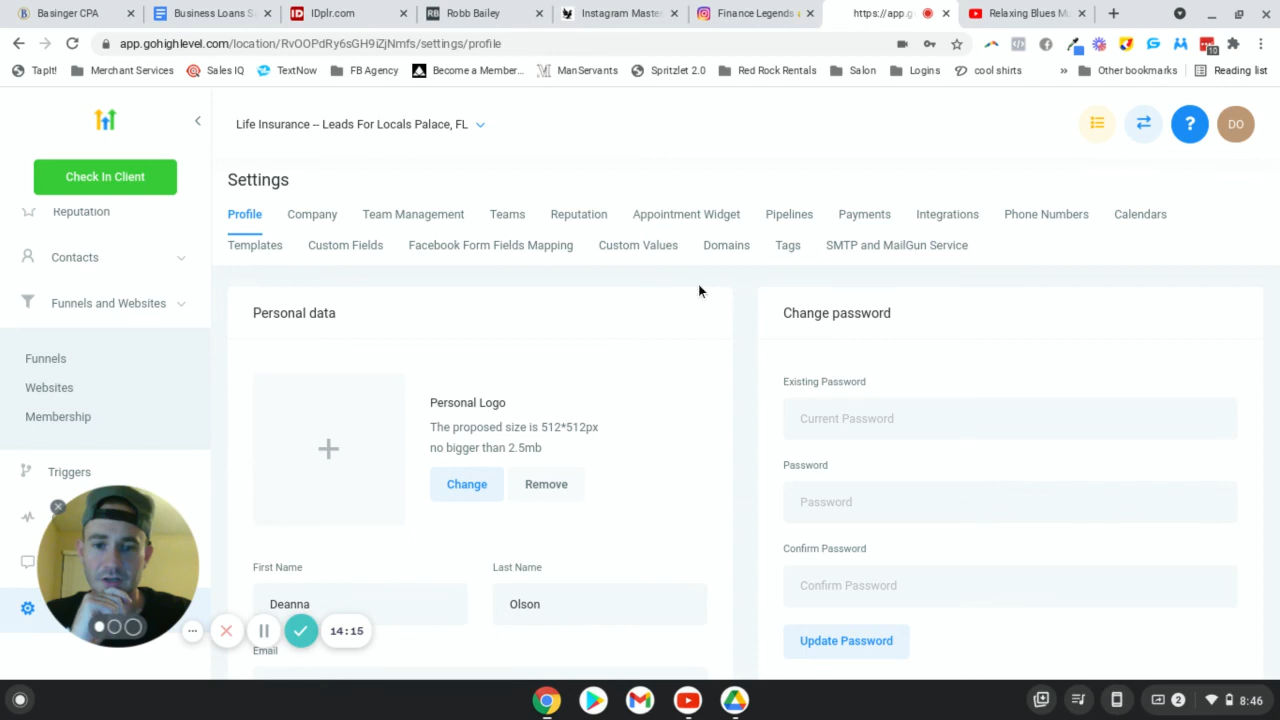 Basinger CPA
Business Loans S
IDplr.com
Robb Bailey
Instagram Master
Finance Legends
https://app.g
Relaxing Blues Mu
app.gohighlevel.com/location/RvOOPdRy6sGH9iZjNmfs/settings/profile
10
TapIt!
Merchant Services
Sales IQ
TextNow
FB Agency
Become a Member...
ManServants
Spritzlet 2.0
Red Rock Rentals
Salon
Logins
cool shirts
»
Other bookmarks
Reading list
Life Insurance -- Leads For Locals Palace, FL
?
DO
Check In Client
Reputation
Contacts
Funnels and Websites
Funnels
Websites
Membership
Triggers
Settings
Profile
Company
Team Management
Teams
Reputation
Appointment Widget
Pipelines
Payments
Integrations
Phone Numbers
Calendars
Templates
Custom Fields
Facebook Form Fields Mapping
Custom Values
Domains
Tags
SMTP and MailGun Service
Personal data
Personal Logo
The proposed size is 512*512px
no bigger than 2.5mb
Change
Remove
First Name
Deanna
Last Name
Olson
Email
Change password
Existing Password
Current Password
Password
Password
Confirm Password
Confirm Password
Update Password
14:15
2
8:46